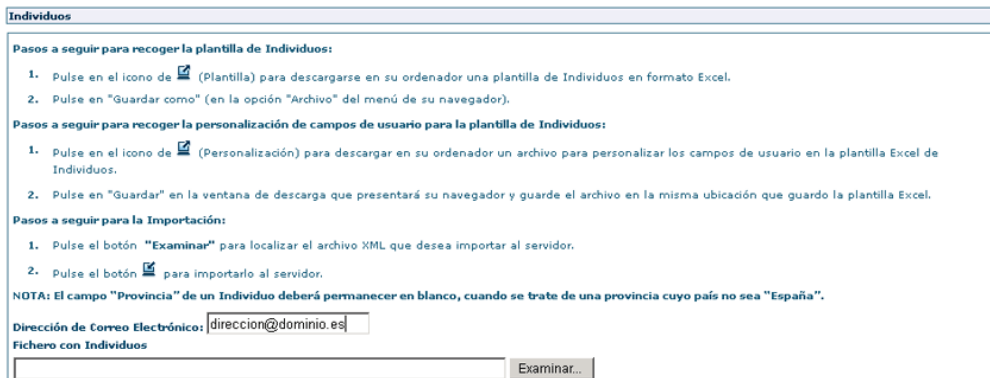 Individuos
Pasos a seguir para recoger la plantilla de Individuos:
1. Pulse en el icono de (Plantilla) para descargarse en su ordenador una plantilla de Individuos en formato Excel.
2. Pulse en "Guardar como" (en la opción "Archivo" del menú de su navegador).
Pasos a seguir para recoger la personalización de campos de usuario para la plantilla de Individuos:
1. Pulse en el icono de (Personalización) para descargar en su ordenador un archivo para personalizar los campos de usuario en la plantilla Excel de
Individuos.
2. Pulse en "Guardar" en la ventana de descarga que presentará su navegador y guarde el archivo en la misma ubicación que guardo la plantilla Excel.
Pasos a seguir para la Importación:
1. Pulse el botón "Examinar" para localizar el archivo XML que desea importar al servidor.
2. Pulse el botón para importarlo al servidor.
NOTA: El campo "Provincia" de un Individuo deberá permanecer en blanco, cuando se trate de una provincia cuyo país no sea "España".
Dirección de Correo Electrónico: direccion@dominio.es
Fichero con Individuos
Examinar...